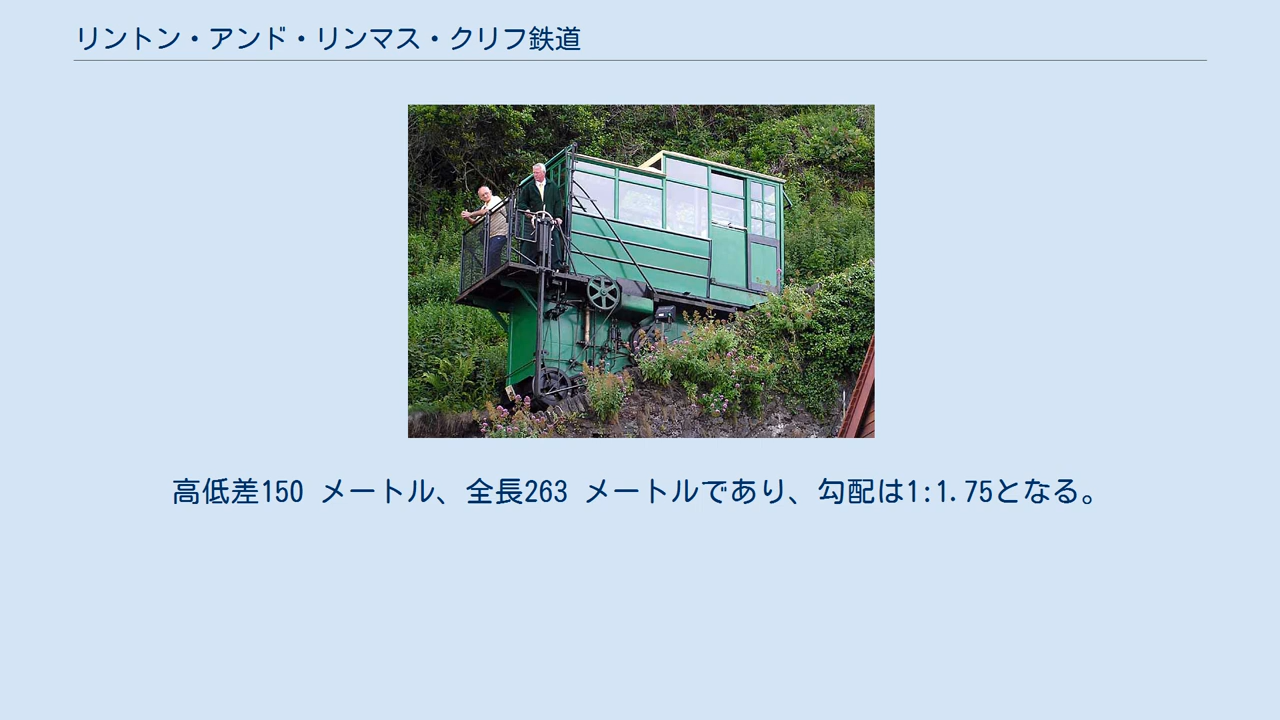 リントン・アンド・リンマス・クリフ鉄道
高低差150 メートル、全長263 メートルであり、勾配は1:1.75となる。